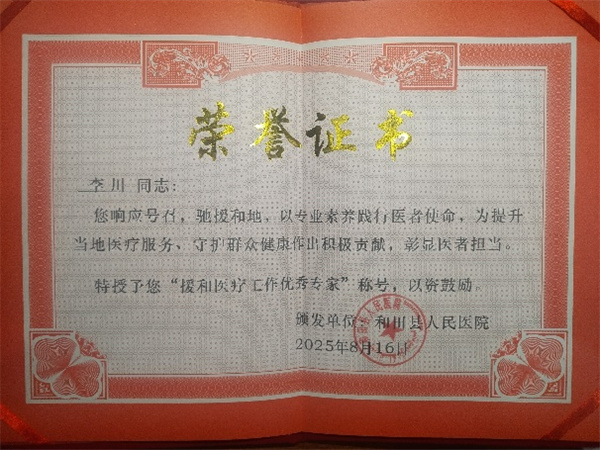 荣誉证书
李川 同志：
您响应号召，驰援和地，以专业素养践行医者使命，为提升
当地医疗服务、守护群众健康作出积极贡献，彰显医者担当。
特授予您“援和医疗工作优秀专家”称号，以资鼓励。
颁发单位：和田县人民医院
2025年8月16日